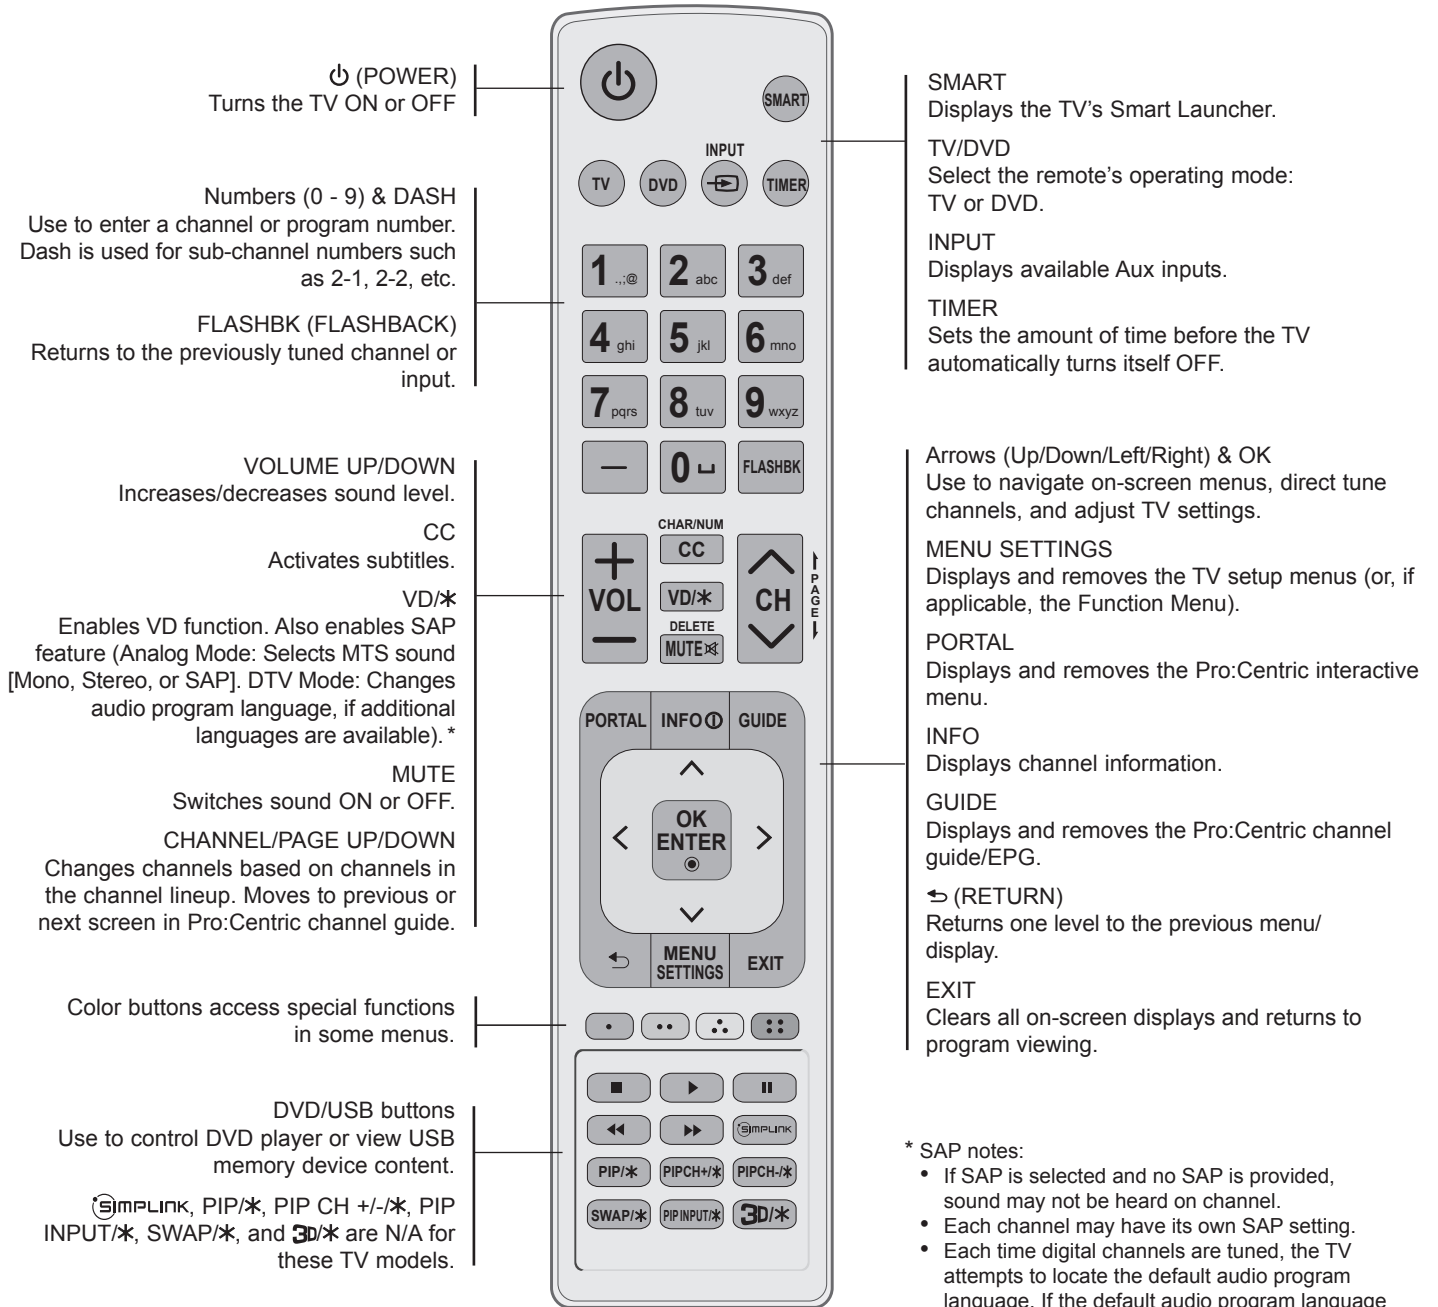 ⏻ (POWER)
Turns the TV ON or OFF
Numbers (0 - 9) & DASH
Use to enter a channel or program number.
Dash is used for sub-channel numbers such
as 2-1, 2-2, etc.
FLASHBK (FLASHBACK)
Returns to the previously tuned channel or
input.
VOLUME UP/DOWN
Increases/decreases sound level.
CC
Activates subtitles.
VD/*
Enables VD function. Also enables SAP
feature (Analog Mode: Selects MTS sound
[Mono, Stereo, or SAP]. DTV Mode: Changes
audio program language, if additional
languages are available). *
MUTE
Switches sound ON or OFF.
CHANNEL/PAGE UP/DOWN
Changes channels based on channels in
the channel lineup. Moves to previous or
next screen in Pro:Centric channel guide.
Color buttons access special functions
in some menus.
DVD/USB buttons
Use to control DVD player or view USB
memory device content.
SIMPLINK, PIP/*, PIP CH +/-/*, PIP
INPUT/*, SWAP/*, and 3D/* are N/A for
these TV models.
SMART
INPUT
TV DVD TIMER
1 .,;@ 2 abc 3 def
4 ghi 5 jkl 6 mno
7 pqrs 8 tuv 9 wxyz
— 0 FLASHBK
CHAR/NUM
+ CC
VOL VD/* CH PAGE
DELETE
— MUTE
PORTAL INFO GUIDE
OK
ENTER
MENU
SETTINGS EXIT
SIMPLINK
PIP/* PIPCH+/* PIPCH-/*
SWAP/* PIP INPUT/* 3D/*
SMART
Displays the TV’s Smart Launcher.
TV/DVD
Select the remote’s operating mode:
TV or DVD.
INPUT
Displays available Aux inputs.
TIMER
Sets the amount of time before the TV
automatically turns itself OFF.
Arrows (Up/Down/Left/Right) & OK
Use to navigate on-screen menus, direct tune
channels, and adjust TV settings.
MENU SETTINGS
Displays and removes the TV setup menus (or, if
applicable, the Function Menu).
PORTAL
Displays and removes the Pro:Centric interactive
menu.
INFO
Displays channel information.
GUIDE
Displays and removes the Pro:Centric channel
guide/EPG.
⮌ (RETURN)
Returns one level to the previous menu/
display.
EXIT
Clears all on-screen displays and returns to
program viewing.
* SAP notes:
• If SAP is selected and no SAP is provided,
sound may not be heard on channel.
• Each channel may have its own SAP setting.
• Each time digital channels are tuned, the TV
attempts to locate the default audio program
language. If the default audio program language